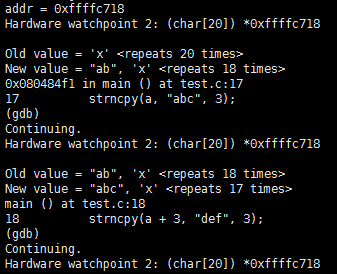 addr = 0xffffc718
Hardware watchpoint 2: (char[20]) *0xffffc718

Old value = 'x' <repeats 20 times>
New value = "ab", 'x' <repeats 18 times>
0x080484f1 in main () at test.c:17
17          strncpy(a, "abc", 3);
(gdb)
Continuing.
Hardware watchpoint 2: (char[20]) *0xffffc718

Old value = "ab", 'x' <repeats 18 times>
New value = "abc", 'x' <repeats 17 times>
main () at test.c:18
18          strncpy(a + 3, "def", 3);
(gdb)
Continuing.
Hardware watchpoint 2: (char[20]) *0xffffc718